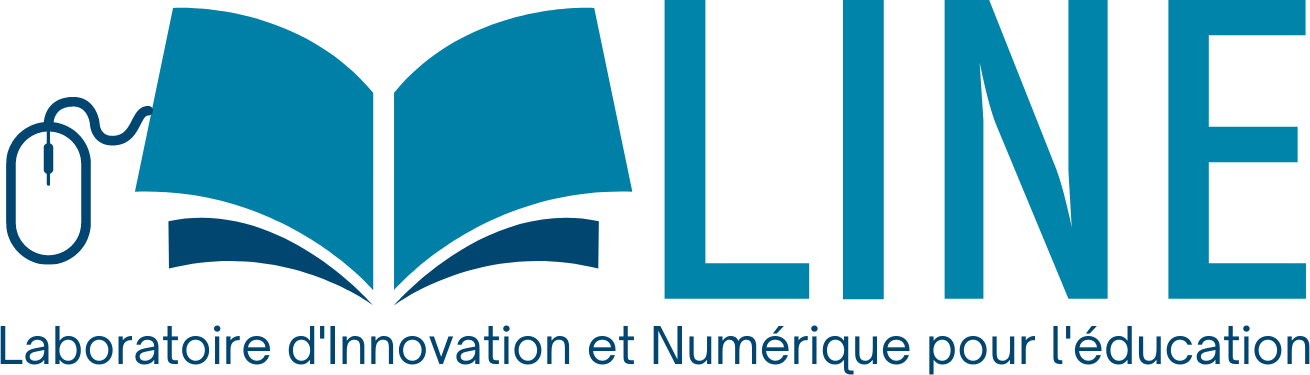 LINE
Laboratoire d'Innovation et Numérique pour l'éducation